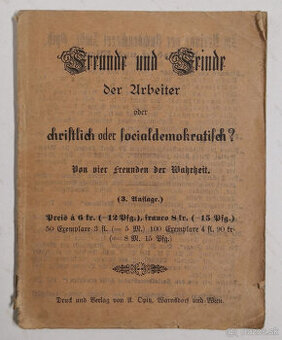 Freunde und Feinde
der Arbeiter
oder
christlich oder socialdemokratisch?
Von vier Freunden der Wahrheit.
(3. Auflage.)
Preis à 6 kr. (= 12 Pfg.), franco 8 kr. (= 15 Pfg.)
50 Exemplare 3 fl. (= 5 M.) 100 Exemplare 4 fl. 90 kr.
(= 8 M. 15 Pfg.)
Druck und Verlag von A. Opitz, Warnsdorf und Wien.